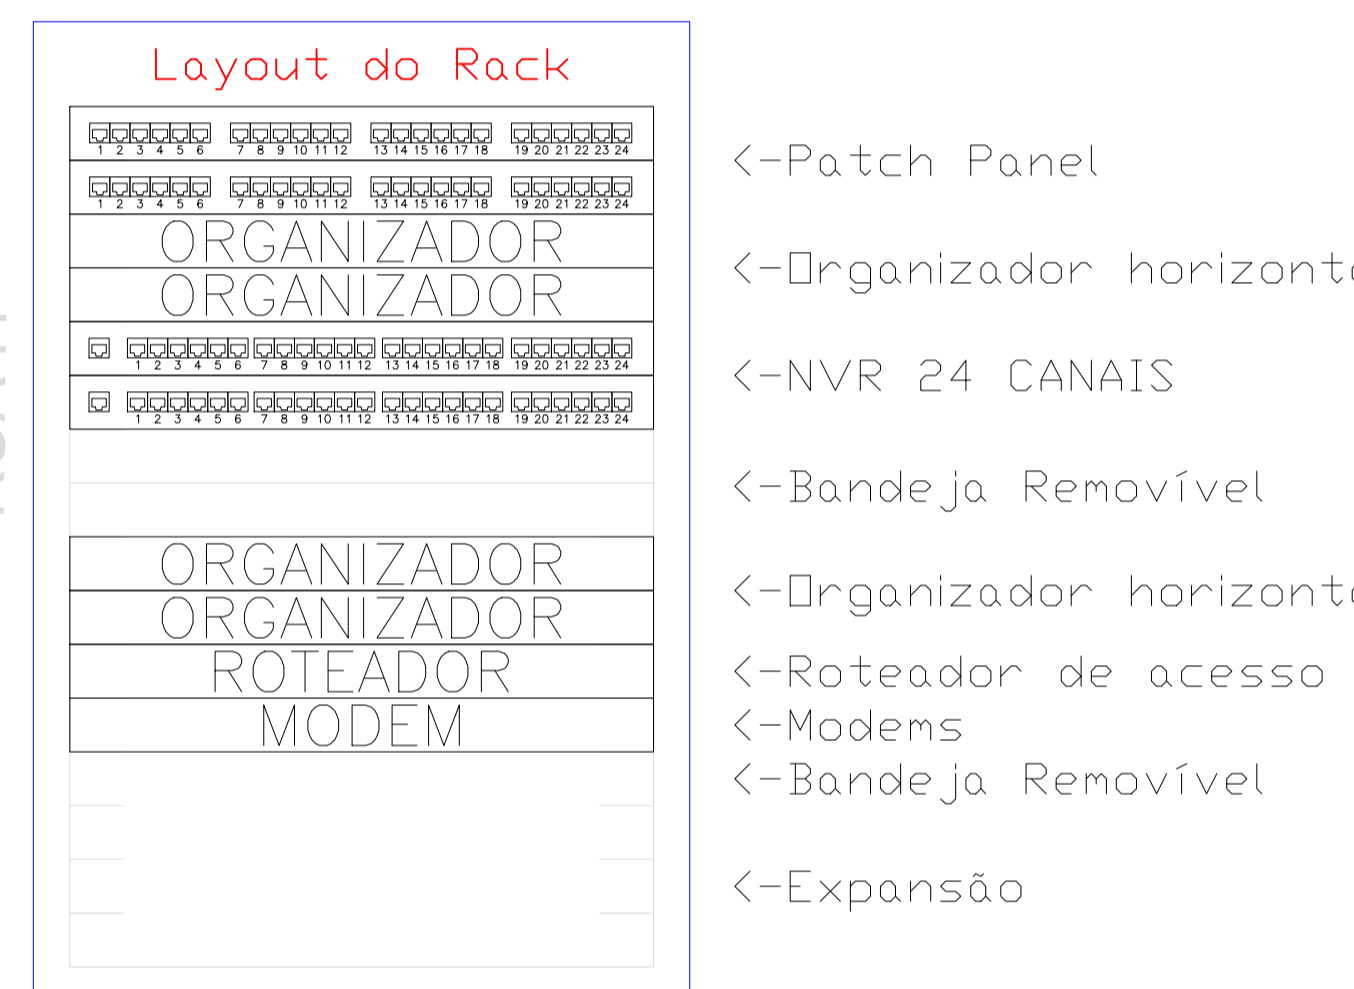 Layout do Rack
1 2 3 4 5 6 7 8 9 10 11 12 13 14 15 16 17 18 19 20 21 22 23 24
<-Patch Panel
1 2 3 4 5 6 7 8 9 10 11 12 13 14 15 16 17 18 19 20 21 22 23 24
ORGANIZADOR
<-Organizador
horizont
ORGANIZADOR
1 2 3 4 5 6 7 8 9 10 11 12 13 14 15 16 17 18 19 20 21 22 23 24
<-NVR 24 CANAIS
1 2 3 4 5 6 7 8 9 10 11 12 13 14 15 16 17 18 19 20 21 22 23 24
<-Bandeja Removível
ORGANIZADOR
<-Organizador horizont
ORGANIZADOR
ROTEADOR
<-Roteador de acesso
MODEM
<-Modems
<-Bandeja Removível
<-Expansão